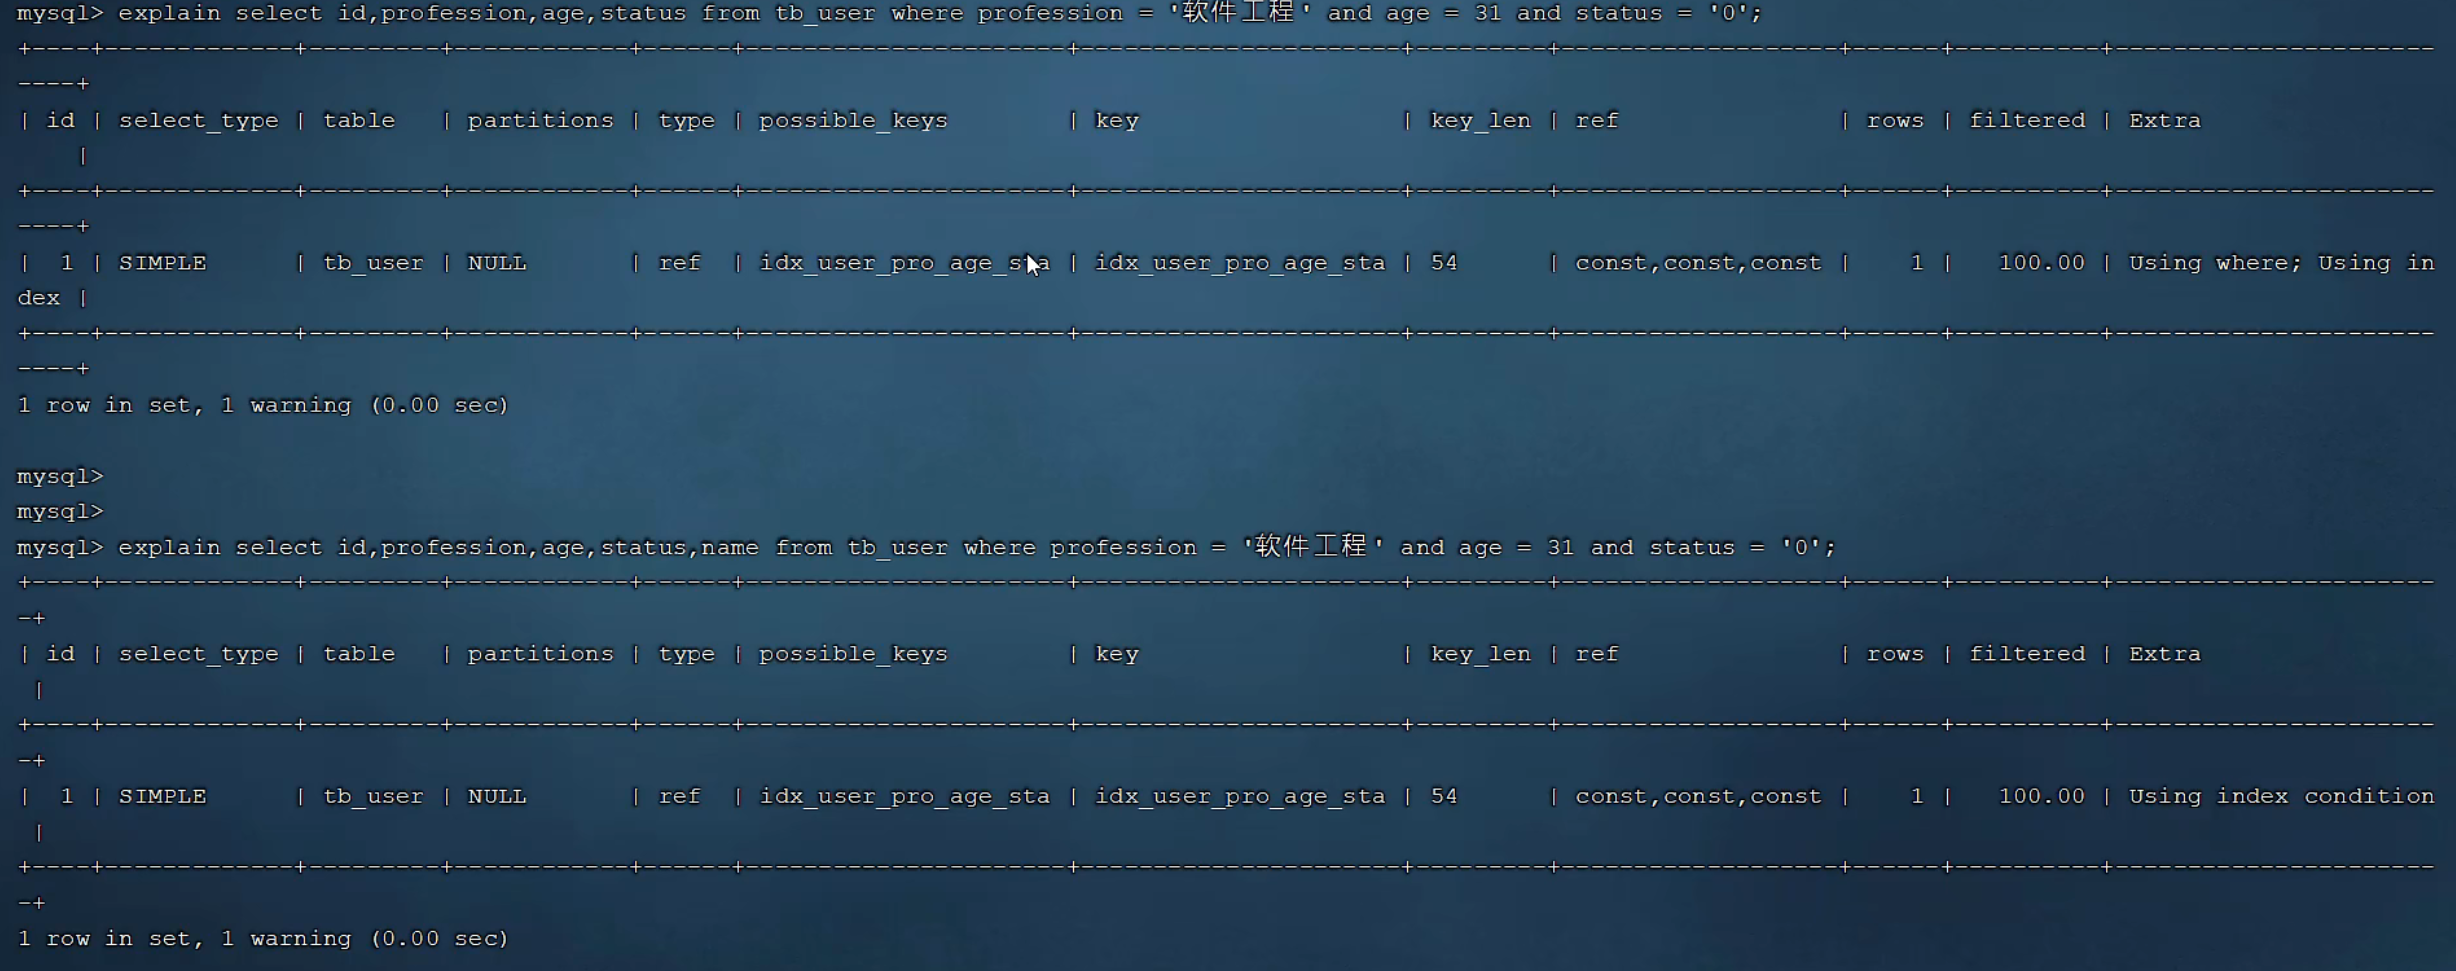 mysql> explain select id,profession,age,status from tb_user where profession = '软件工程' and age = 31 and status = '0';
+----+-------------+---------+------------+------+----------------------+----------------------+---------+-------------------+------+----------+----------------------
----+
| id | select_type | table   | partitions | type | possible_keys        | key                  | key_len | ref               | rows | filtered | Extra
    |
+----+-------------+---------+------------+------+----------------------+----------------------+---------+-------------------+------+----------+----------------------
----+
|  1 | SIMPLE      | tb_user | NULL       | ref  | idx_user_pro_age_sta | idx_user_pro_age_sta | 54      | const,const,const |    1 |   100.00 | Using where; Using in
dex |
+----+-------------+---------+------------+------+----------------------+----------------------+---------+-------------------+------+----------+----------------------
----+
1 row in set, 1 warning (0.00 sec)
mysql>
mysql>
mysql> explain select id,profession,age,status,name from tb_user where profession = '软件工程' and age = 31 and status = '0';
+----+-------------+---------+------------+------+----------------------+----------------------+---------+-------------------+------+----------+----------------------
-+
| id | select_type | table   | partitions | type | possible_keys        | key                  | key_len | ref               | rows | filtered | Extra
 |
+----+-------------+---------+------------+------+----------------------+----------------------+---------+-------------------+------+----------+----------------------
-+
|  1 | SIMPLE      | tb_user | NULL       | ref  | idx_user_pro_age_sta | idx_user_pro_age_sta | 54      | const,const,const |    1 |   100.00 | Using index condition
 |
+----+-------------+---------+------------+------+----------------------+----------------------+---------+-------------------+------+----------+----------------------
-+
1 row in set, 1 warning (0.00 sec)